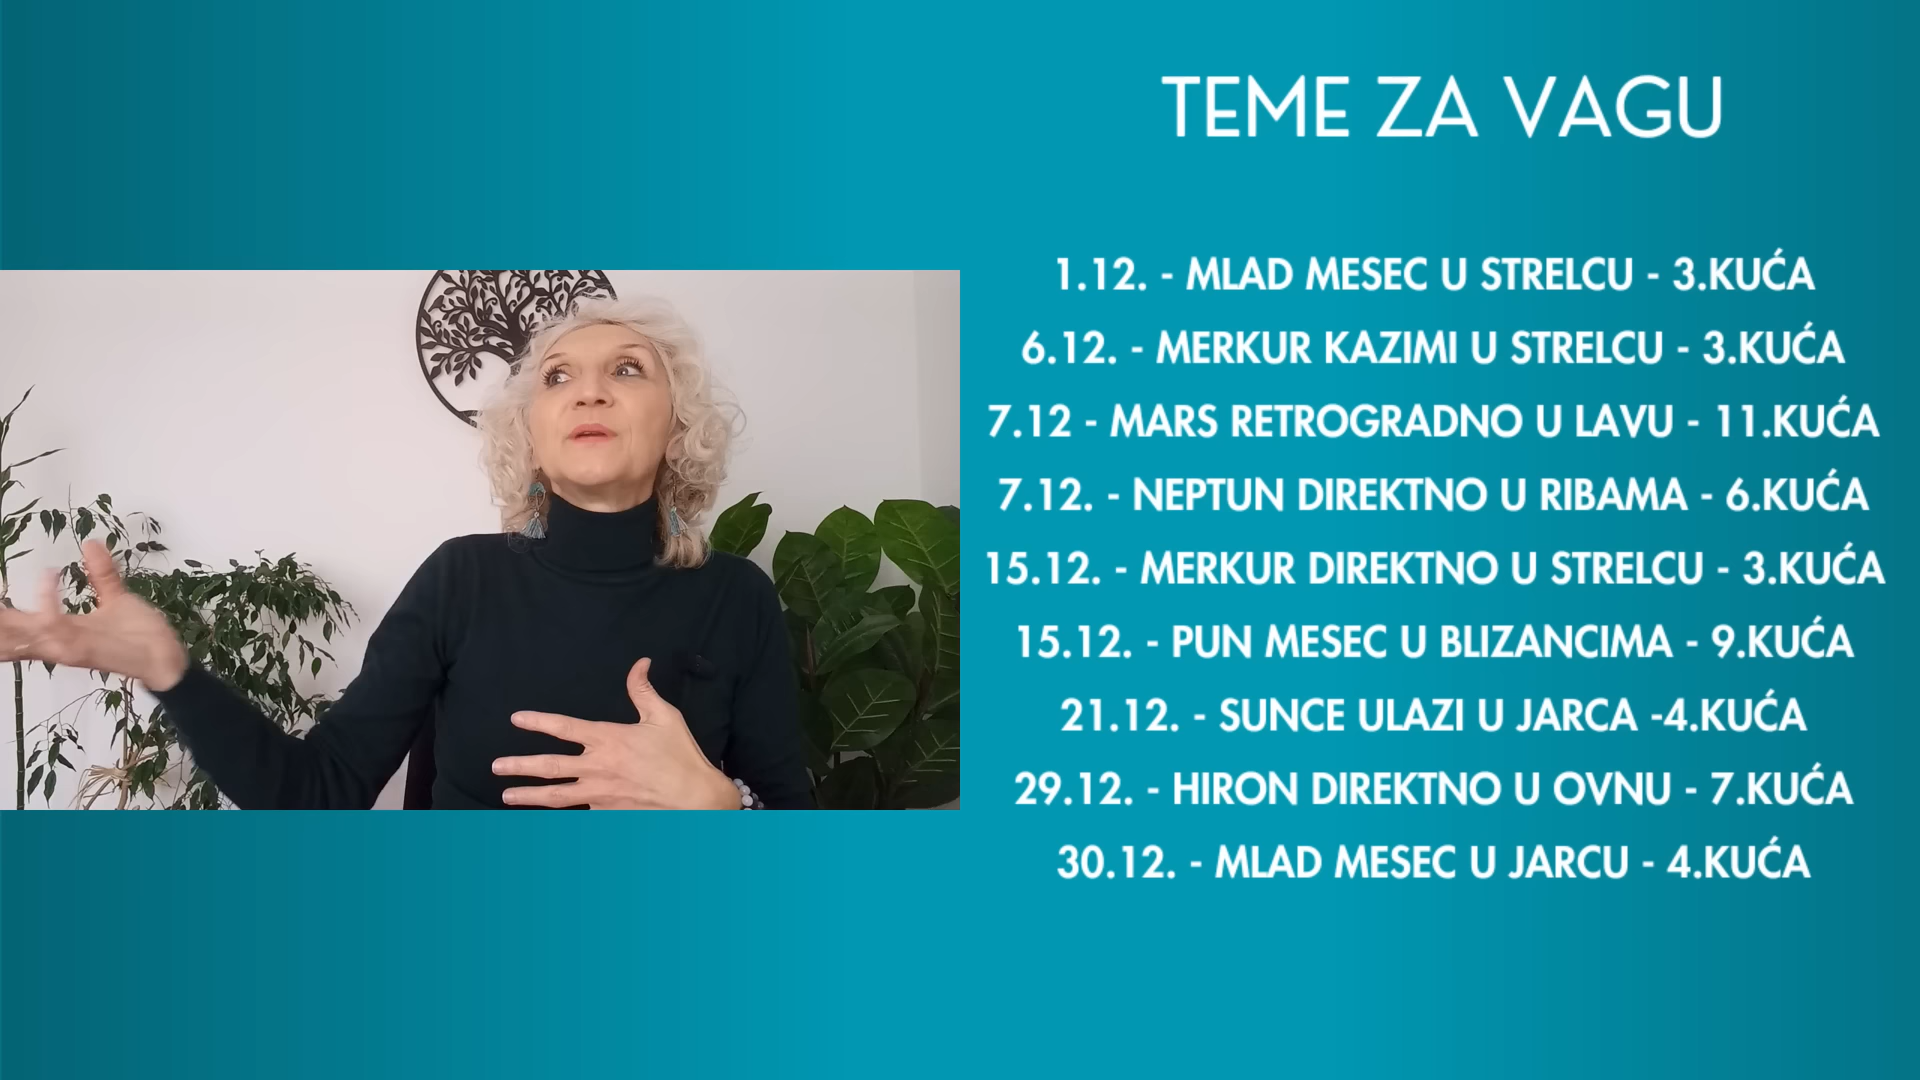 TEME ZA VAGU
1.12. - MLAD MESEC U STRELCU - 3.KUĆA
6.12. - MERKUR KAZIMI U STRELCU - 3.KUĆA
7.12 - MARS RETROGRADNO U LAVU - 11.KUĆA
7.12. - NEPTUN DIREKTNO U RIBAMA - 6.KUĆA
15.12. - MERKUR DIREKTNO U STRELCU - 3.KUĆA
15.12. - PUN MESEC U BLIZANCIMA - 9.KUĆA
21.12. - SUNCE ULAZI U JARCA -4.KUĆA
29.12. - HIRON DIREKTNO U OVNU - 7.KUĆA
30.12. - MLAD MESEC U JARCU - 4.KUĆA